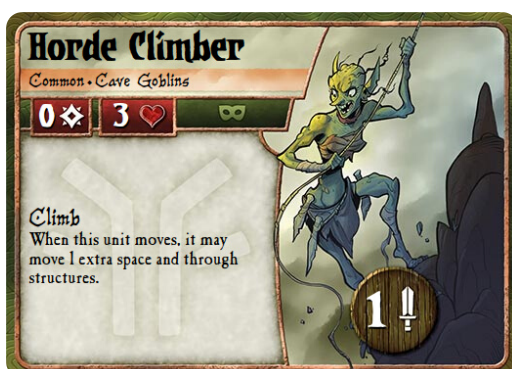 Horde Climber
Common • Cave Goblins
0 3
Climb
When this unit moves, it may
move 1 extra space and through
structures.
1